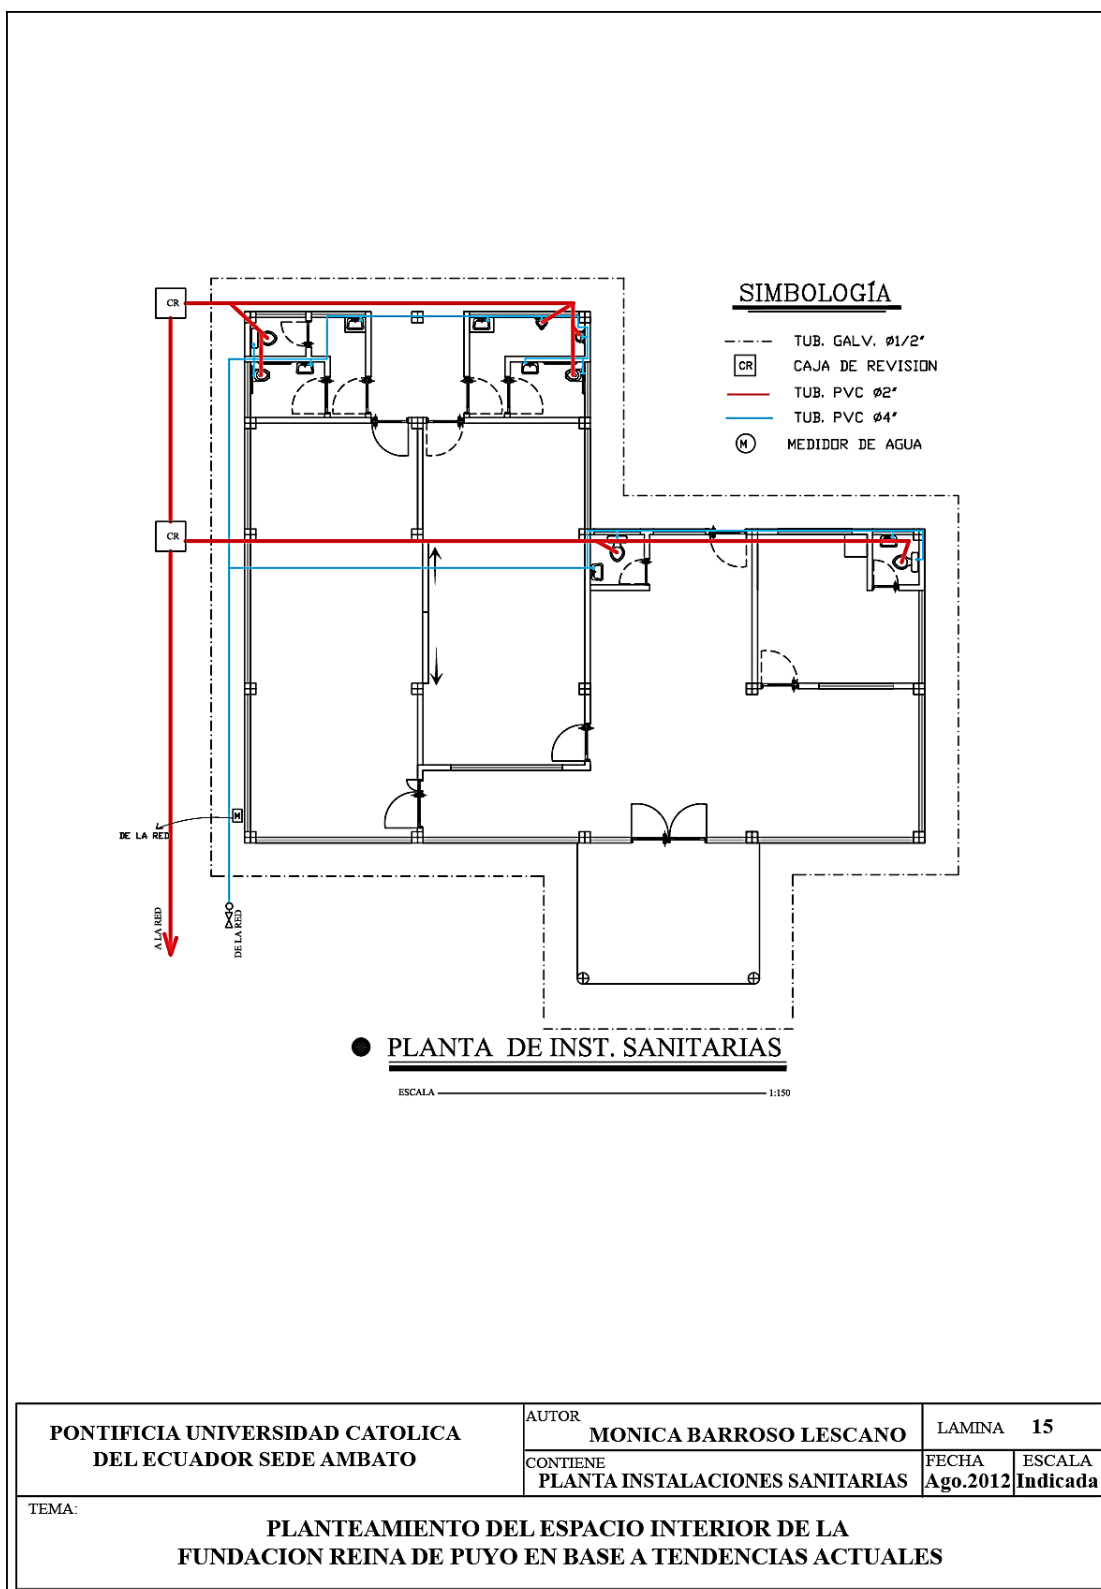 SIMBOLOGÍA
TUB. GALV. Ø1/2"
CR CAJA DE REVISION
TUB. PVC Ø2"
TUB. PVC Ø4"
M MEDIDOR DE AGUA
CR
CR
M
DE LA RED
A LA RED
DE LA RED
PLANTA DE INST. SANITARIAS
ESCALA 1:150
PONTIFICIA UNIVERSIDAD CATOLICA
DEL ECUADOR SEDE AMBATO
AUTOR
MONICA BARROSO LESCANO
LAMINA 15
CONTIENE
PLANTA INSTALACIONES SANITARIAS
FECHA
Ago.2012
ESCALA
Indicada
TEMA:
PLANTEAMIENTO DEL ESPACIO INTERIOR DE LA
FUNDACION REINA DE PUYO EN BASE A TENDENCIAS ACTUALES